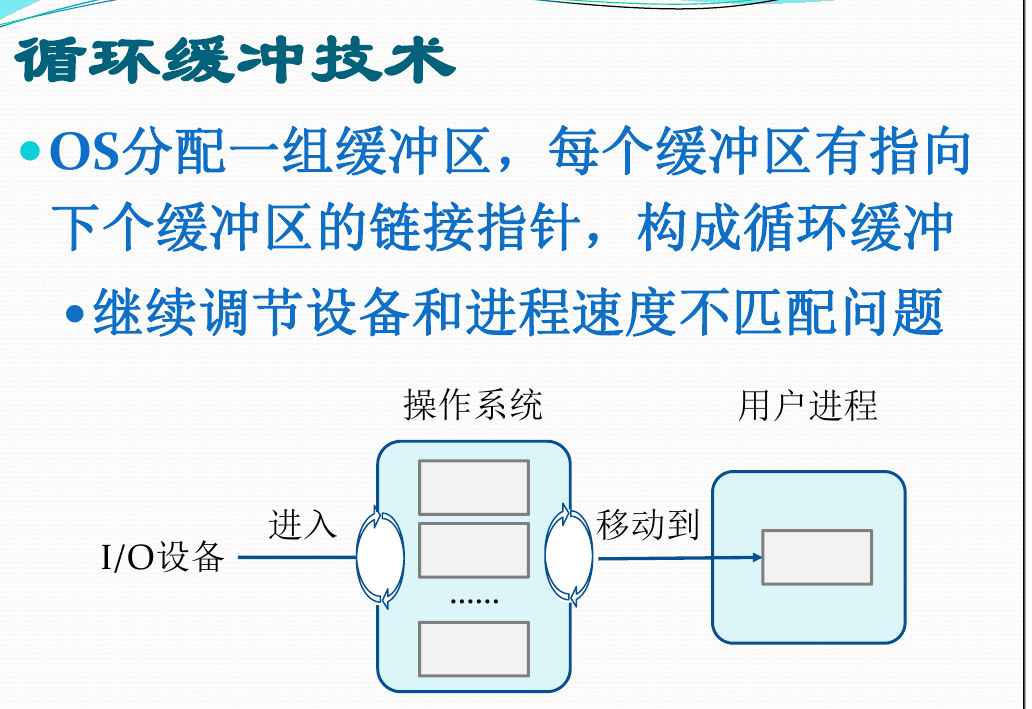 循环缓冲技术
•OS分配一组缓冲区，每个缓冲区有指向
下个缓冲区的链接指针，构成循环缓冲
•继续调节设备和进程速度不匹配问题
操作系统
用户进程
进入
移动到
I/O设备
......